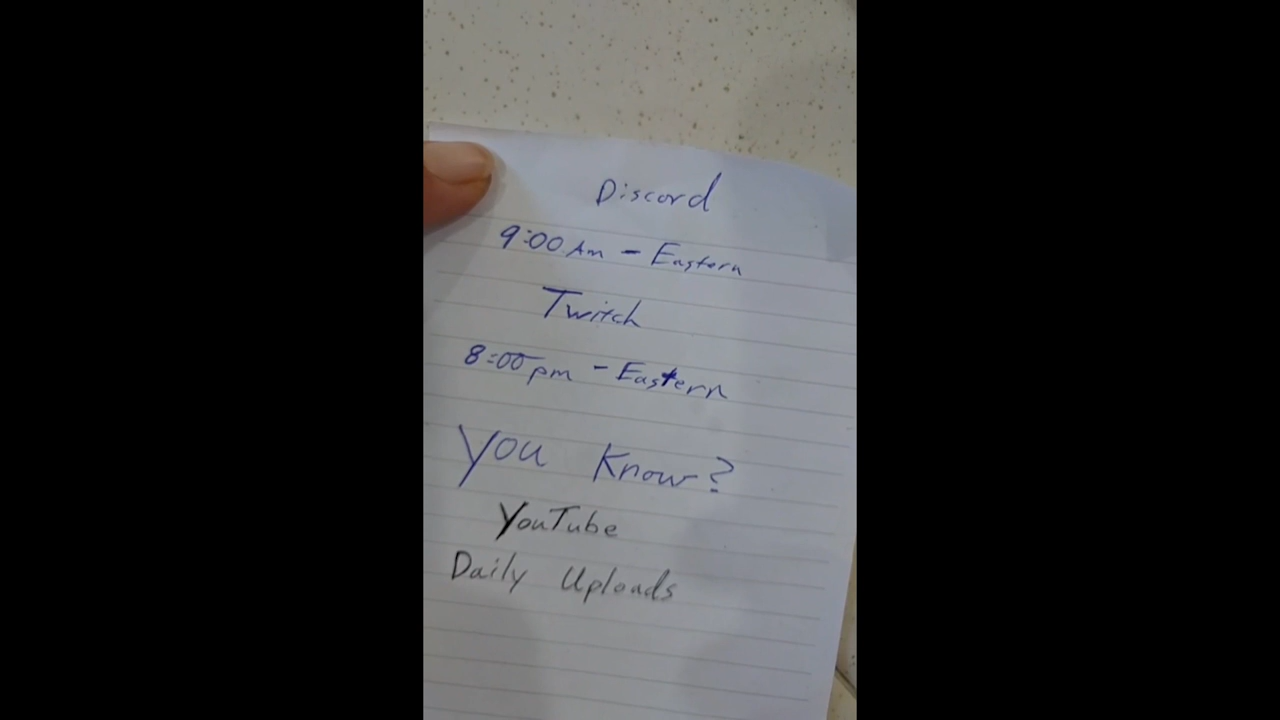 Discord
9:00 Am - Eastern
Twitch
8:00 pm - Eastern
You Know?
YouTube
Daily Uploads